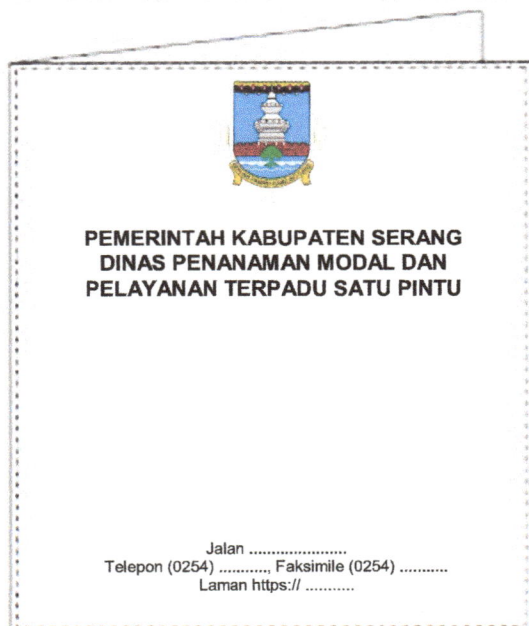 PEMERINTAH KABUPATEN SERANG
DINAS PENANAMAN MODAL DAN
PELAYANAN TERPADU SATU PINTU
Jalan ......................
Telepon (0254) ..........., Faksimile (0254) ...........
Laman https:// ...........